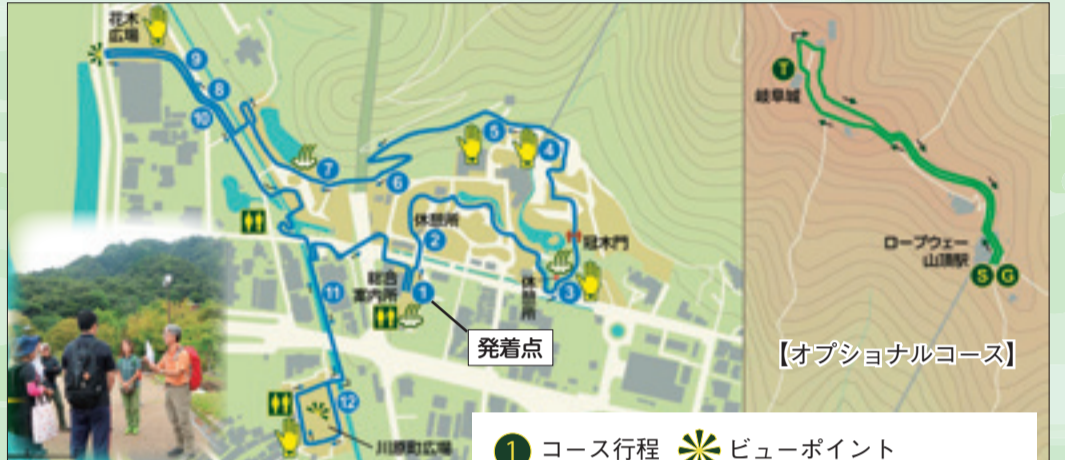 花木
広場
9
8
10
7
6
5
4
休憩所
2
冠木門
総合
案内所
1
休憩所
3
11
発着点
12
川原町広場
T
岐阜城
ロープウェー
山頂駅
S G
【オプショナルコース】
1 コース行程 ビューポイント